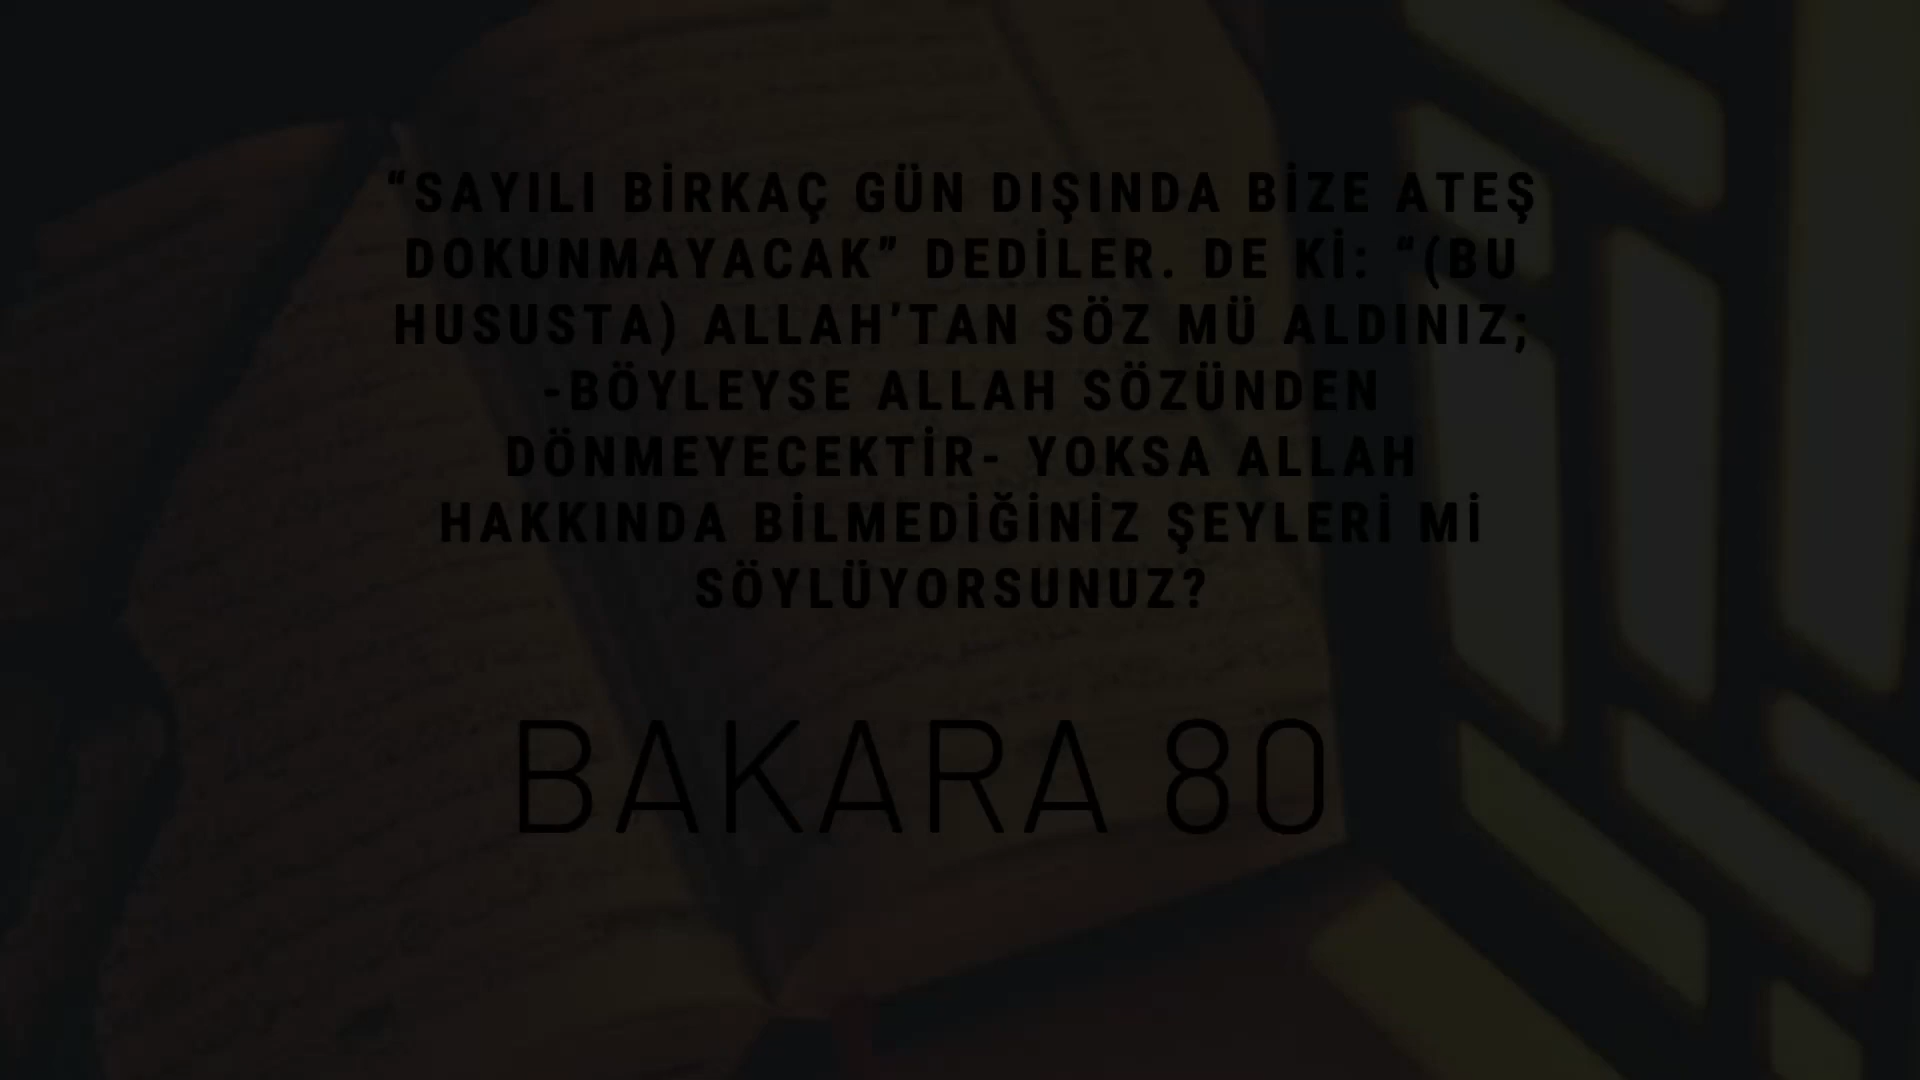 “SAYILI BİRKAÇ GÜN DIŞINDA BİZE ATEŞ
DOKUNMAYACAK” DEDİLER. DE Kİ: “(BU
HUSUSTA) ALLAH’TAN SÖZ MÜ ALDINIZ;
-BÖYLEYSE ALLAH SÖZÜNDEN
DÖNMEYECEKTİR- YOKSA ALLAH
HAKKINDA BİLMEDİĞİNİZ ŞEYLERİ Mİ
SÖYLÜYORSUNUZ?
BAKARA 80